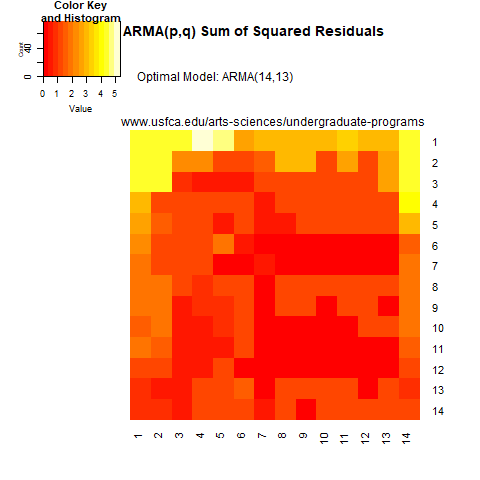 Color Key
and Histogram
Count
0 40
0 1 2 3 4 5
Value
ARMA(p,q) Sum of Squared Residuals
Optimal Model: ARMA(14,13)
www.usfca.edu/arts-sciences/undergraduate-programs
1
2
3
4
5
6
7
8
9
10
11
12
13
14
1 2 3 4 5 6 7 8 9 10 11 12 13 14